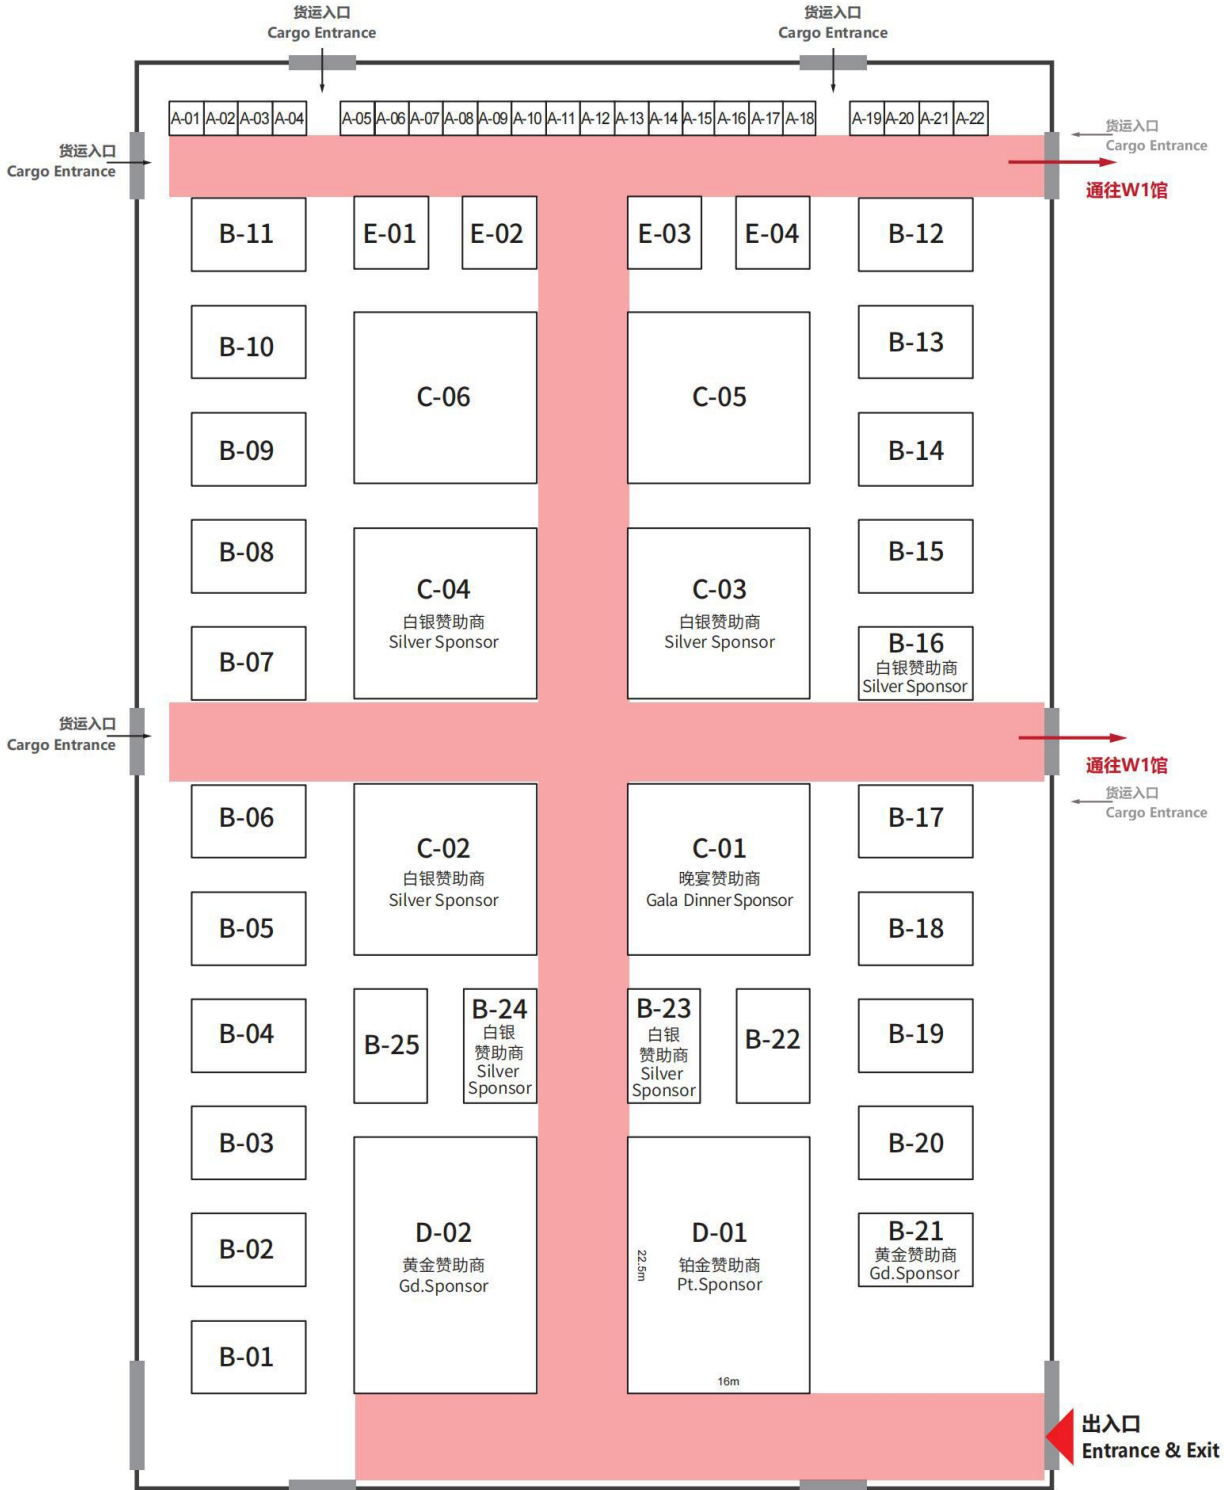 货运入口
Cargo Entrance
货运入口
Cargo Entrance
A-01 A-02 A-03 A-04 A-05 A-06 A-07 A-08 A-09 A-10 A-11 A-12 A-13 A-14 A-15 A-16 A-17 A-18 A-19 A-20 A-21 A-22
货运入口
Cargo Entrance
货运入口
Cargo Entrance
通往W1馆
B-11 E-01 E-02 E-03 E-04 B-12
B-10
C-06
C-05
B-13
B-09
B-14
B-08
B-15
C-04
白银赞助商
Silver Sponsor
C-03
白银赞助商
Silver Sponsor
B-07
B-16
白银赞助商
Silver Sponsor
货运入口
Cargo Entrance
通往W1馆
货运入口
Cargo Entrance
B-06
C-02
白银赞助商
Silver Sponsor
C-01
晚宴赞助商
Gala Dinner Sponsor
B-17
B-05
B-18
B-04
B-25
B-24
白银
赞助商
Silver
Sponsor
B-23
白银
赞助商
Silver
Sponsor
B-22
B-19
B-03
B-20
B-02
D-02
黄金赞助商
Gd.Sponsor
D-01
铂金赞助商
Pt.Sponsor
22.5m
16m
B-21
黄金赞助商
Gd.Sponsor
B-01
出入口
Entrance & Exit